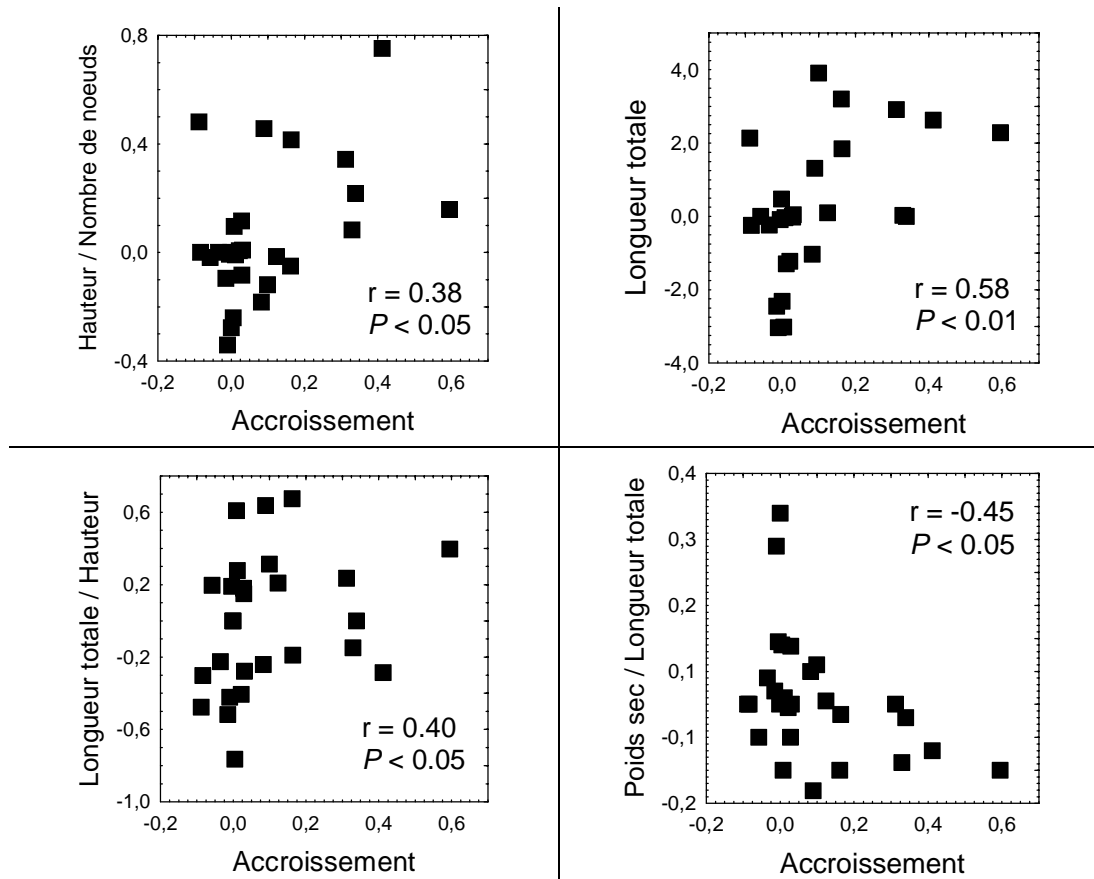 Hauteur / Nombre de noeuds
0,8
0,4
0,0
-0,4
r = 0.38
P < 0.05
-0,2 0,0 0,2 0,4 0,6
Accroissement
Longueur totale
4,0
2,0
0,0
-2,0
-4,0
r = 0.58
P < 0.01
-0,2 0,0 0,2 0,4 0,6
Accroissement
Longueur totale / Hauteur
0,6
0,2
-0,2
-0,6
-1,0
r = 0.40
P < 0.05
-0,2 0,0 0,2 0,4 0,6
Accroissement
Poids sec / Longueur totale
0,4
0,3
0,2
0,1
-0,1
-0,2
r = -0.45
P < 0.05
-0,2 0,0 0,2 0,4 0,6
Accroissement